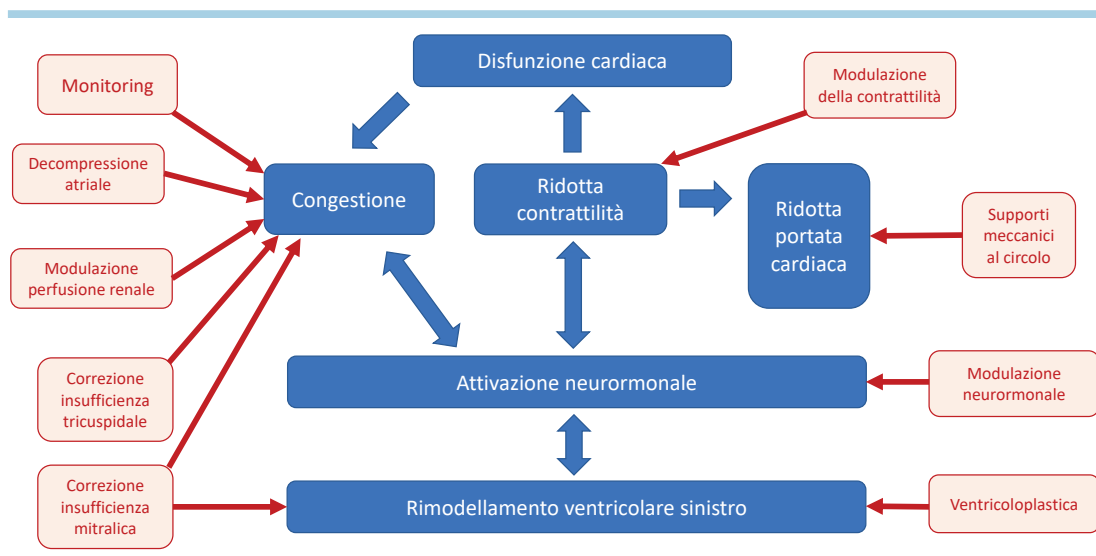 Disfunzione cardiaca
Monitoring
Modulazione
della contrattilità
Decompressione
atriale
Congestione
Ridotta
contrattilità
Ridotta
portata
cardiaca
Supporti
meccanici
al circolo
Modulazione
perfusione renale
Correzione
insufficienza
tricuspidale
Attivazione neurormonale
Modulazione
neurormonale
Correzione
insufficienza
mitralica
Rimodellamento ventricolare sinistro
Ventricoloplastica